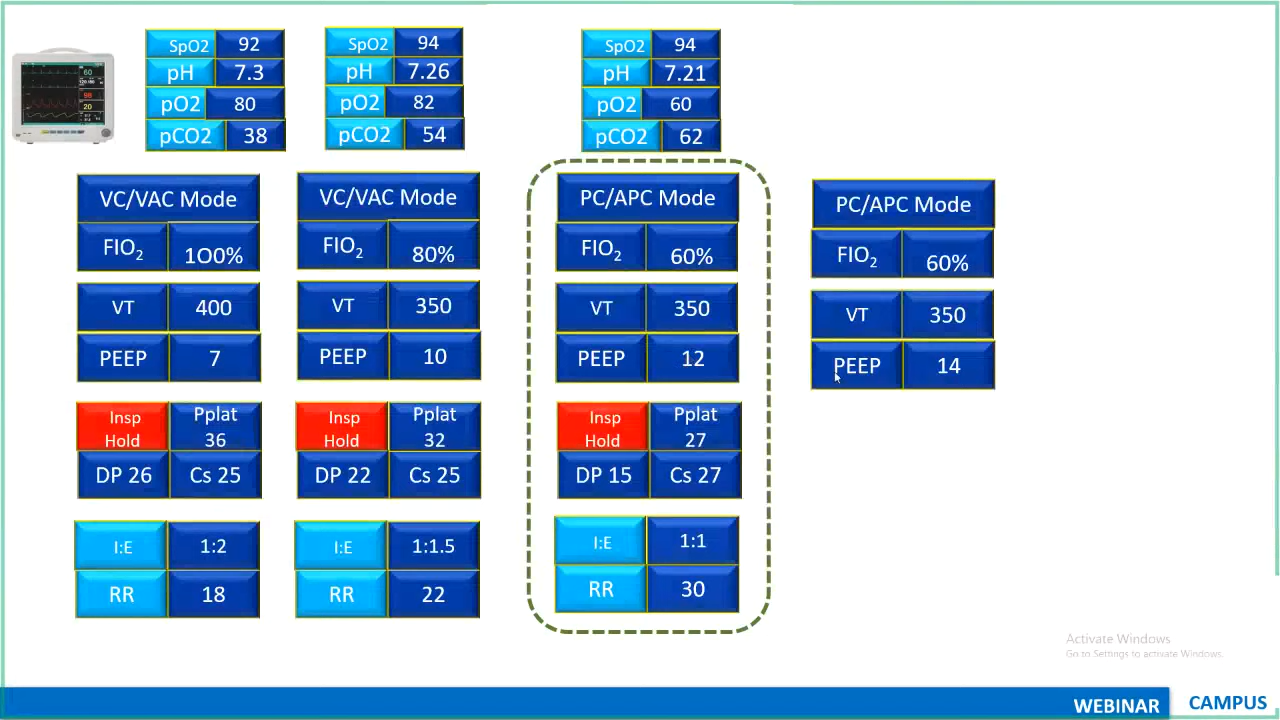 SpO2 92
pH 7.3
pO2 80
pCO2 38
SpO2 94
pH 7.26
pO2 82
pCO2 54
SpO2 94
pH 7.21
pO2 60
pCO2 62
VC/VAC Mode
FIO2 1O0%
VT 400
PEEP 7
Insp Pplat
Hold 36
DP 26 Cs 25
I:E 1:2
RR 18
VC/VAC Mode
FIO2 80%
VT 350
PEEP 10
Insp Pplat
Hold 32
DP 22 Cs 25
I:E 1:1.5
RR 22
PC/APC Mode
FIO2 60%
VT 350
PEEP 12
Insp Pplat
Hold 27
DP 15 Cs 27
I:E 1:1
RR 30
PC/APC Mode
FIO2 60%
VT 350
PEEP 14
Activate Windows
Go to Settings to activate Windows.
WEBINAR CAMPUS